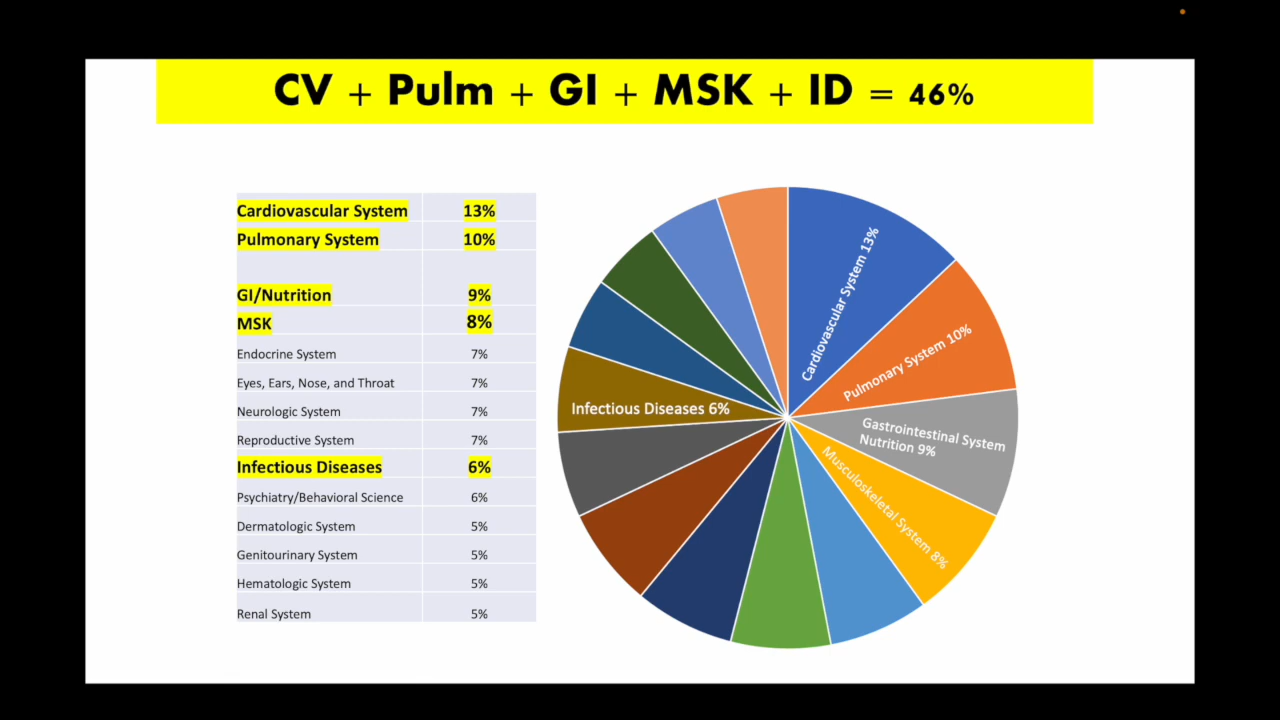 CV + Pulm + GI + MSK + ID = 46%
Cardiovascular System 13%
Pulmonary System 10%
GI/Nutrition 9%
MSK 8%
Endocrine System 7%
Eyes, Ears, Nose, and Throat 7%
Neurologic System 7%
Reproductive System 7%
Infectious Diseases 6%
Psychiatry/Behavioral Science 6%
Dermatologic System 5%
Genitourinary System 5%
Hematologic System 5%
Renal System 5%
Cardiovascular System 13%
Pulmonary System 10%
Gastrointestinal System
Nutrition 9%
Musculoskeletal System 8%
Infectious Diseases 6%